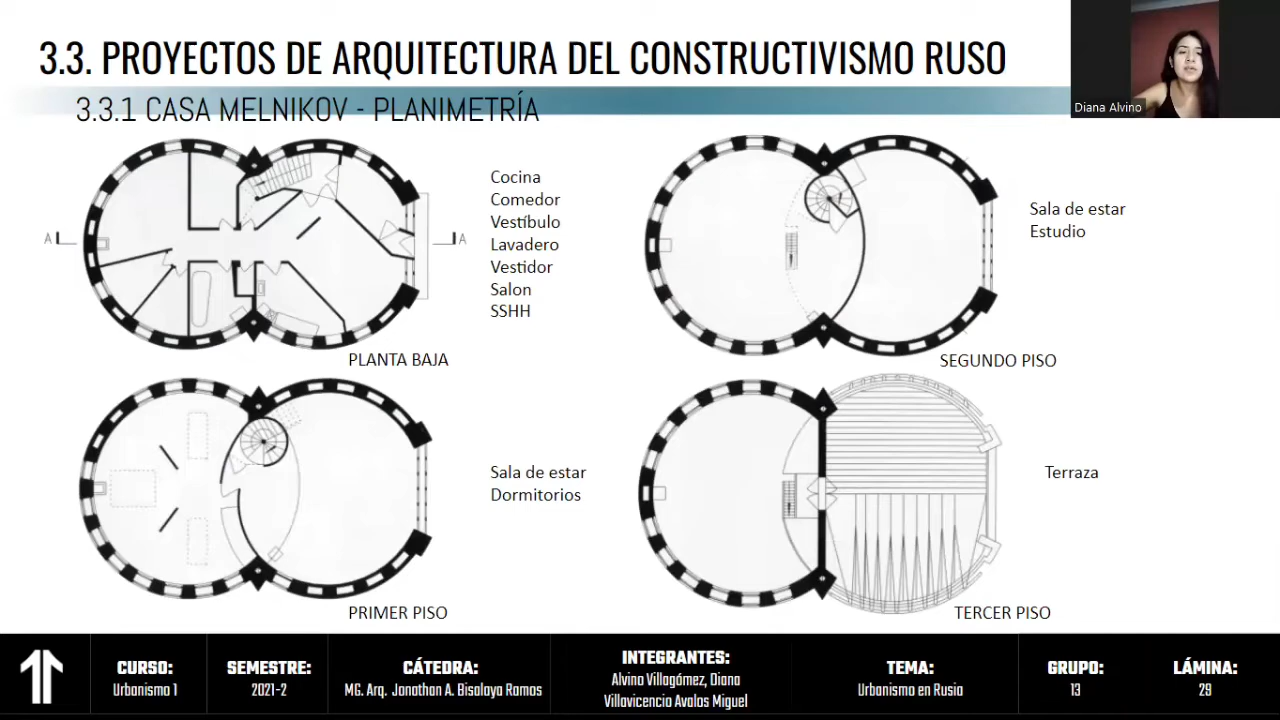 3.3. PROYECTOS DE ARQUITECTURA DEL CONSTRUCTIVISMO RUSO
3.3.1 CASA MELNIKOV - PLANIMETRÍA
Diana Alvino
A
A
Cocina
Comedor
Vestíbulo
Lavadero
Vestidor
Salon
SSHH
PLANTA BAJA
Sala de estar
Estudio
SEGUNDO PISO
Sala de estar
Dormitorios
PRIMER PISO
Terraza
TERCER PISO
CURSO:
Urbanismo 1
SEMESTRE:
2021-2
CÁTEDRA:
MG. Arq. Jonathan A. Bisalaya Ramos
INTEGRANTES:
Alvino Villogómez, Diana
Villavicencio Avalos Miguel
TEMA:
Urbanismo en Rusia
GRUPO:
13
LÁMINA:
29